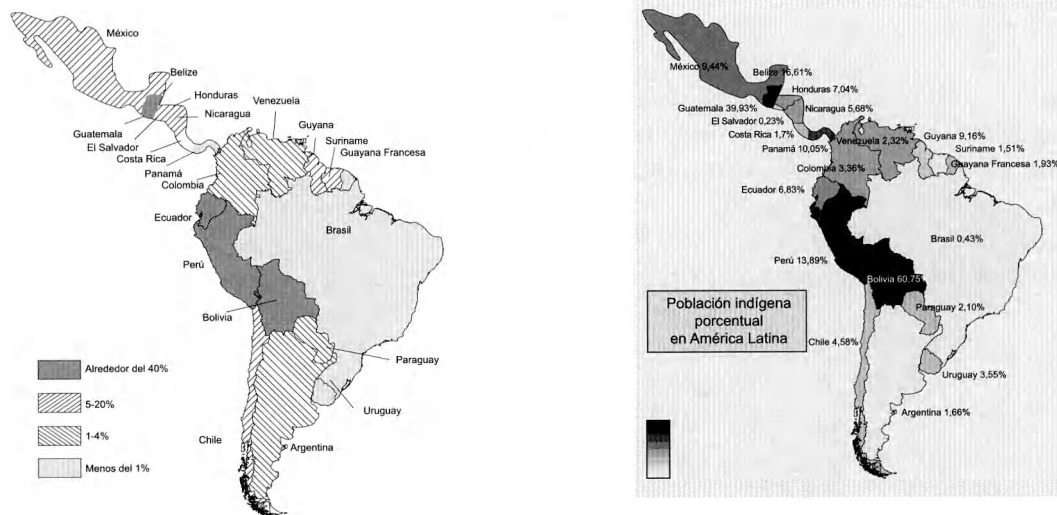 México
Belize
Honduras
Nicaragua
Venezuela
Guyana
Suriname
Guayana Francesa
Guatemala
El Salvador
Costa Rica
Panamá
Colombia
Ecuador
Brasil
Perú
Bolivia
Paraguay
Uruguay
Chile
Argentina
Alrededor del 40%
5-20%
1-4%
Menos del 1%
México 9,44%
Belize 16,61%
Honduras 7,04%
Guatemala 39,93%
Nicaragua 5,68%
El Salvador 0,23%
Costa Rica 1,7%
Panamá 10,05%
Venezuela 2,32%
Guyana 9,16%
Suriname 1,51%
Guayana Francesa 1,93%
Colombia 3,36%
Ecuador 6,83%
Brasil 0,43%
Perú 13,89%
Bolivia 60,75%
Población indígena
porcentual
en América Latina
Paraguay 2,10%
Chile 4,58%
Uruguay 3,55%
Argentina 1,66%